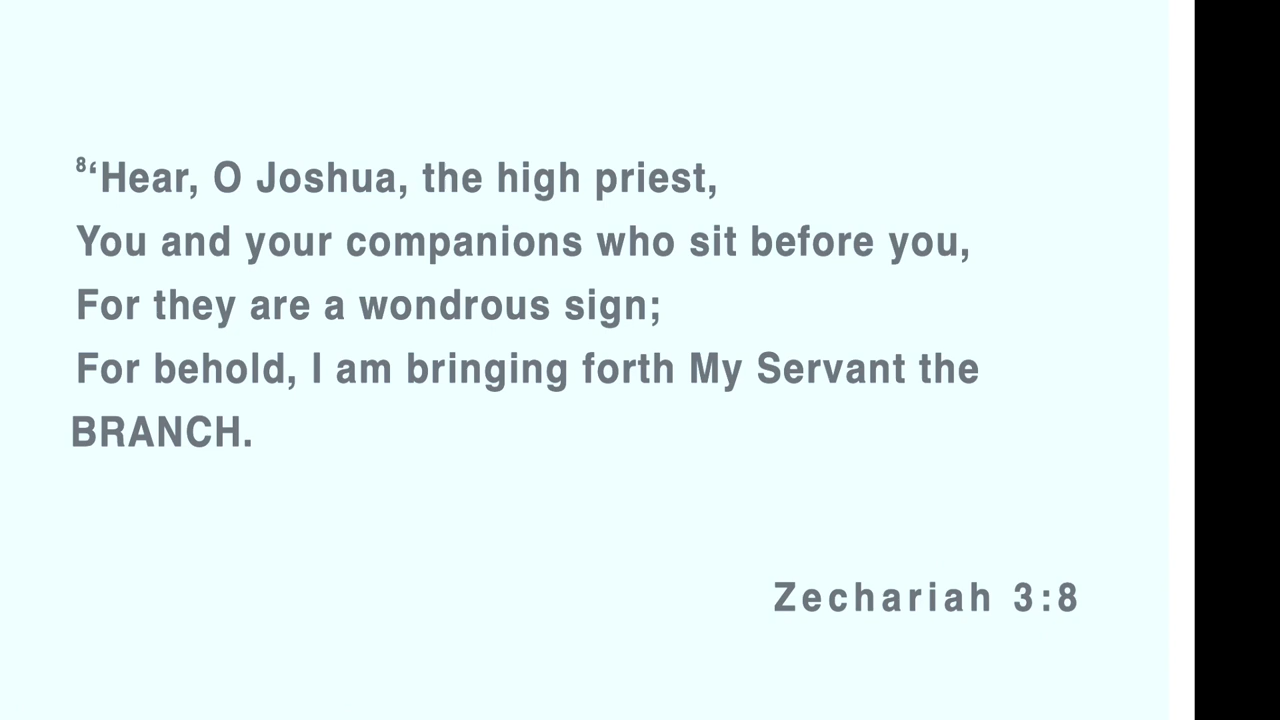 ⁸‘Hear, O Joshua, the high priest,
You and your companions who sit before you,
For they are a wondrous sign;
For behold, I am bringing forth My Servant the
BRANCH.
Zechariah 3:8